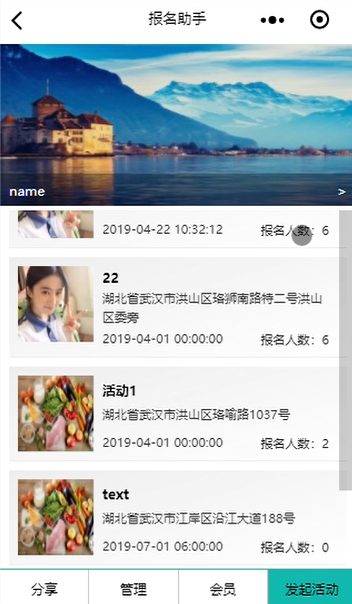 报名助手
name >
2019-04-22 10:32:12 报名人数：6
22
湖北省武汉市洪山区珞狮南路特二号洪山
区委旁
2019-04-01 00:00:00 报名人数：6
活动1
湖北省武汉市洪山区珞喻路1037号
2019-04-01 00:00:00 报名人数：2
text
湖北省武汉市江岸区沿江大道188号
2019-07-01 06:00:00 报名人数：0
分享 管理 会员 发起活动